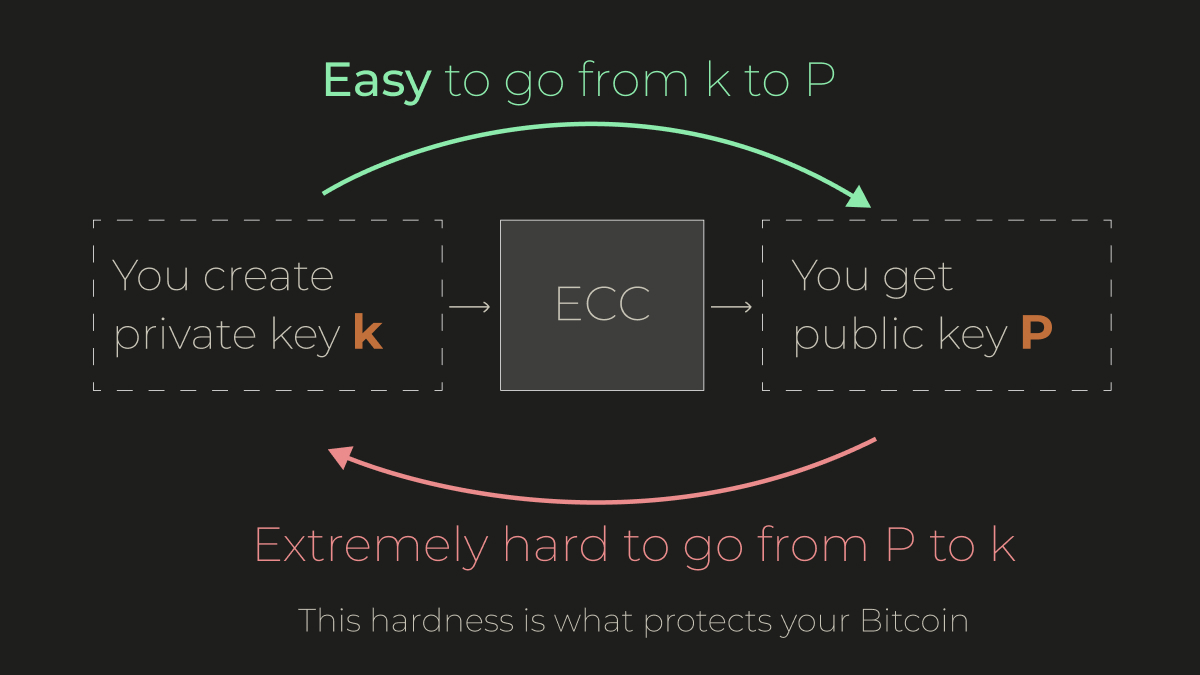 Easy to go from k to P
You create
private key k
ECC
You get
public key P
Extremely hard to go from P to k
This hardness is what protects your Bitcoin